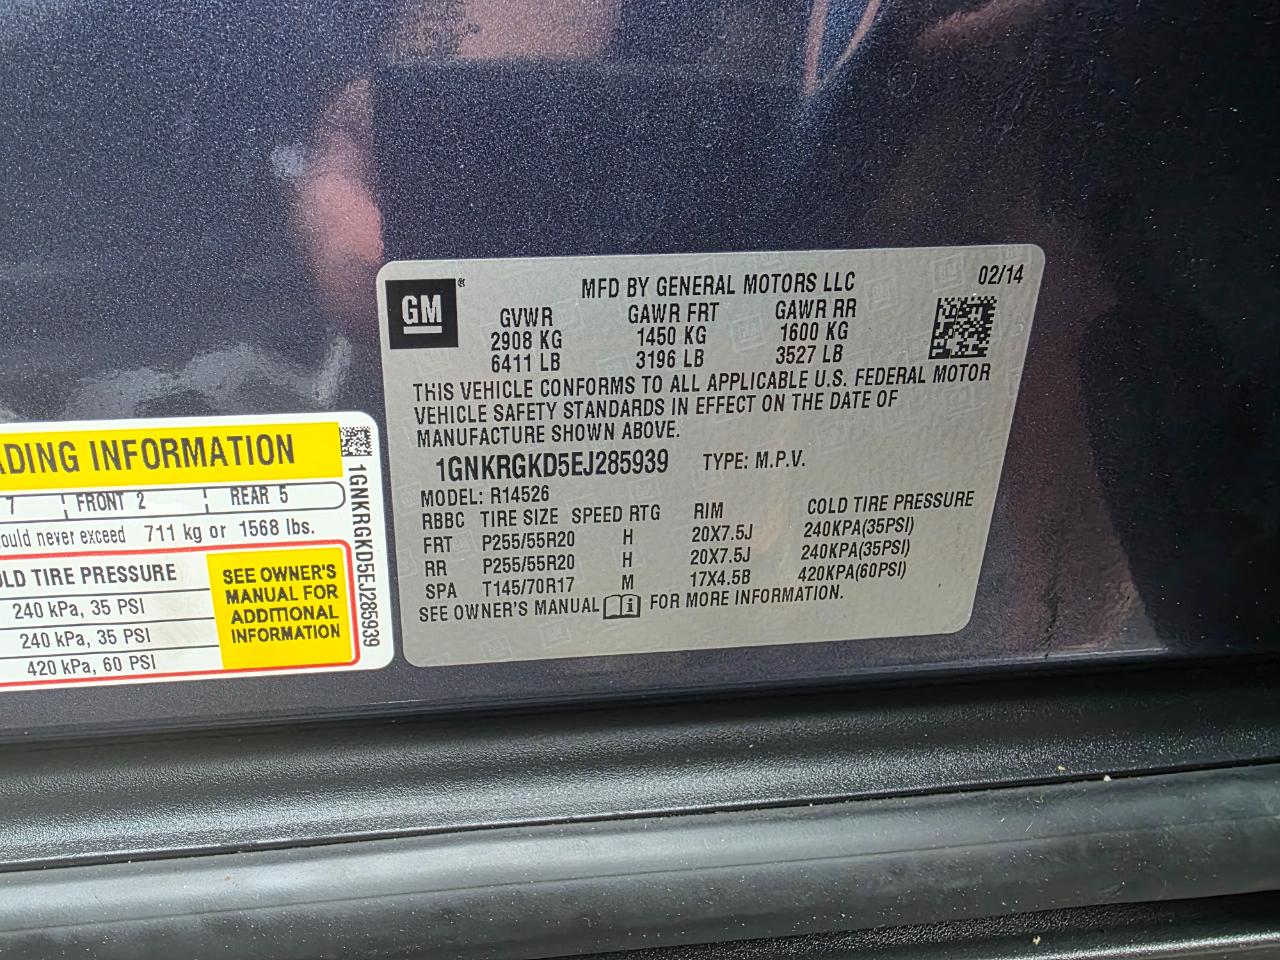 GM®
MFD BY GENERAL MOTORS LLC 02/14
GVWR GAWR FRT GAWR RR
2908 KG 1450 KG 1600 KG
6411 LB 3196 LB 3527 LB
THIS VEHICLE CONFORMS TO ALL APPLICABLE U.S. FEDERAL MOTOR
VEHICLE SAFETY STANDARDS IN EFFECT ON THE DATE OF
MANUFACTURE SHOWN ABOVE.
1GNKRGKD5EJ285939 TYPE: M.P.V.
MODEL: R14526
RBBC TIRE SIZE SPEED RTG RIM COLD TIRE PRESSURE
FRT P255/55R20 H 20X7.5J 240KPA(35PSI)
RR P255/55R20 H 20X7.5J 240KPA(35PSI)
SPA T145/70R17 M 17X4.5B 420KPA(60PSI)
SEE OWNER'S MANUAL i FOR MORE INFORMATION.
ADING INFORMATION
7 FRONT 2 REAR 5
ould never exceed 711 kg or 1568 lbs.
OLD TIRE PRESSURE
240 kPa, 35 PSI
240 kPa, 35 PSI
420 kPa, 60 PSI
SEE OWNER'S
MANUAL FOR
ADDITIONAL
INFORMATION
1GNKRGKD5EJ285939